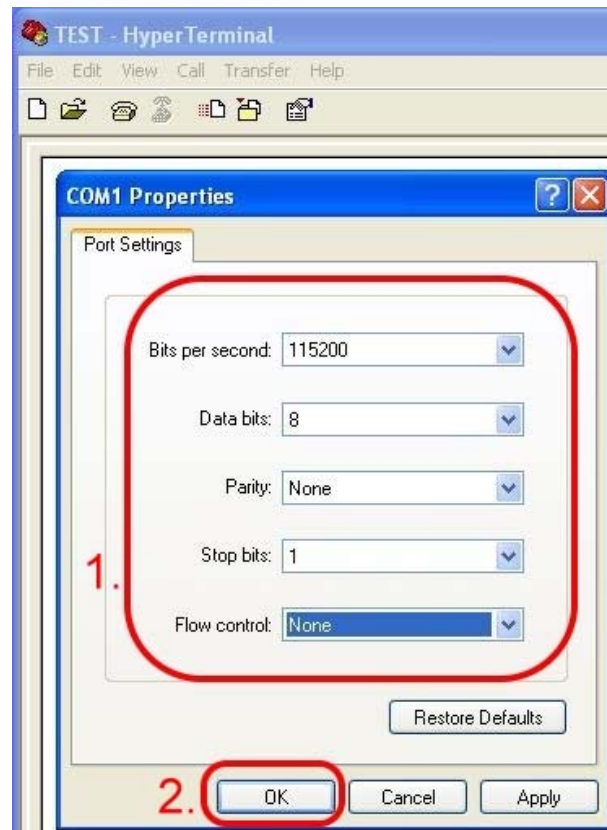 TEST - HyperTerminal
File Edit View Call Transfer Help
COM1 Properties
Port Settings
Bits per second: 115200
Data bits: 8
Parity: None
Stop bits: 1
1.
Flow control: None
Restore Defaults
2. OK Cancel Apply